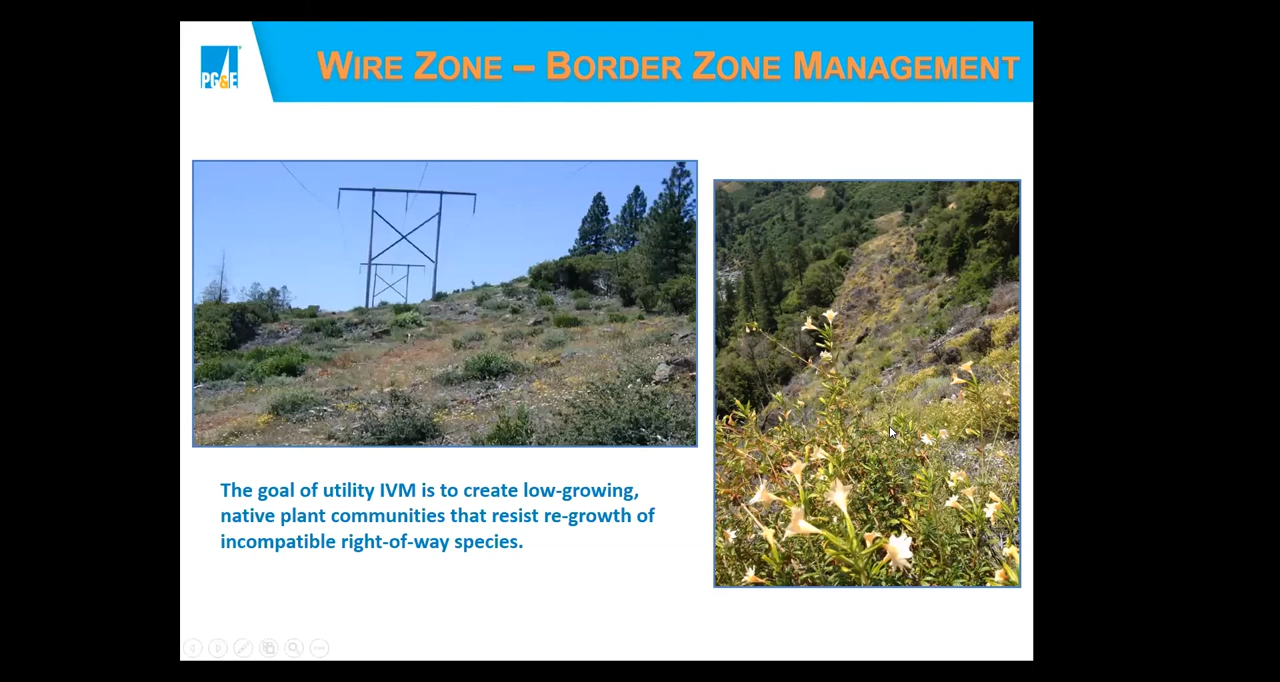 PG&E
WIRE ZONE – BORDER ZONE MANAGEMENT
The goal of utility IVM is to create low-growing,
native plant communities that resist re-growth of
incompatible right-of-way species.